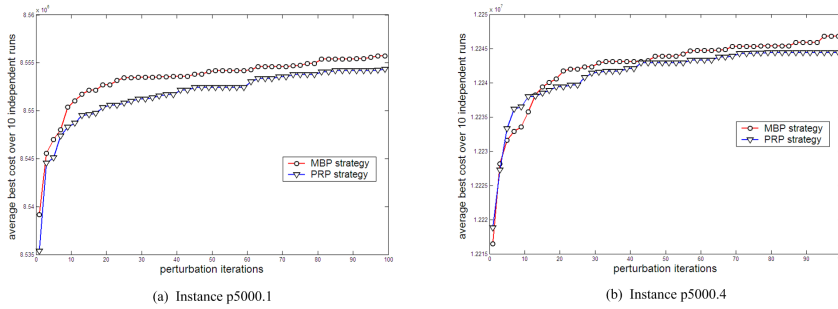 8.56 × 10⁶
8.555
8.55
8.545
8.54
8.535
average best cost over 10 independent runs
MBP strategy
PRP strategy
0 10 20 30 40 50 60 70 80 90 100
perturbation iterations
(a) Instance p5000.1
1.225 × 10⁷
1.2245
1.224
1.2235
1.223
1.2225
1.222
1.2215
average best cost over 10 independent runs
MBP strategy
PRP strategy
0 10 20 30 40 50 60 70 80 90
perturbation iterations
(b) Instance p5000.4